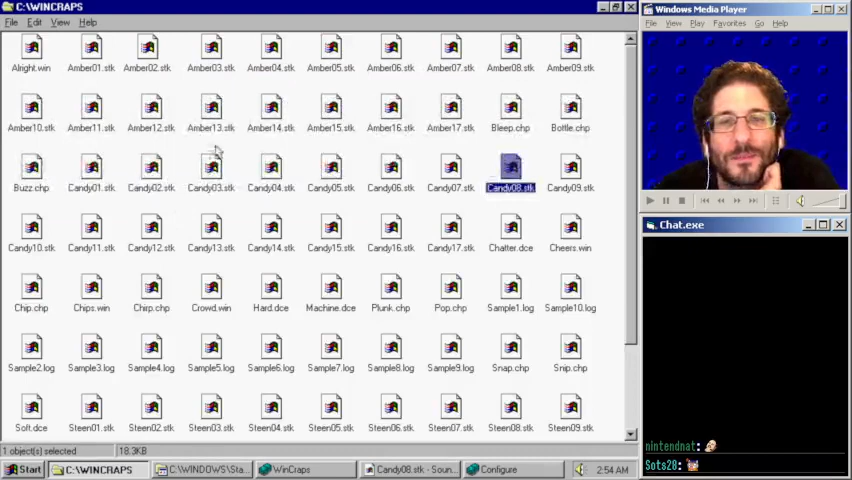 C:\WINCRAPS
File Edit View Help
Alright.win Amber01.stk Amber02.stk Amber03.stk Amber04.stk Amber05.stk Amber06.stk Amber07.stk Amber08.stk Amber09.stk
Amber10.stk Amber11.stk Amber12.stk Amber13.stk Amber14.stk Amber15.stk Amber16.stk Amber17.stk Bleep.chp Bottle.chp
Buzz.chp Candy01.stk Candy02.stk Candy03.stk Candy04.stk Candy05.stk Candy06.stk Candy07.stk Candy08.stk Candy09.stk
Candy10.stk Candy11.stk Candy12.stk Candy13.stk Candy14.stk Candy15.stk Candy16.stk Candy17.stk Chatter.dce Cheers.win
Chip.chp Chips.win Chirp.chp Crowd.win Hard.dce Machine.dce Plunk.chp Pop.chp Sample1.log Sample10.log
Sample2.log Sample3.log Sample4.log Sample5.log Sample6.log Sample7.log Sample8.log Sample9.log Snap.chp Snip.chp
Soft.dce Steen01.stk Steen02.stk Steen03.stk Steen04.stk Steen05.stk Steen06.stk Steen07.stk Steen08.stk Steen09.stk
1 object(s) selected 18.3KB
Start C:\WINCRAPS C:\WINDOWS\Sta... WinCraps Candy08.stk - Soun... Configure 2:54 AM
Windows Media Player
File View Play Favorites Go Help
Chat.exe
nintendnat:
Sots28: